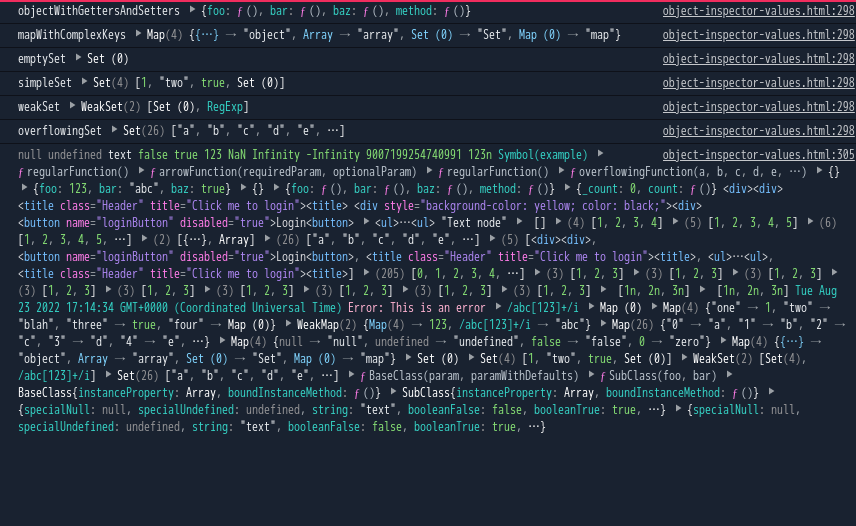 objectWithGettersAndSetters ▶ {foo: ƒ (), bar: ƒ (), baz: ƒ (), method: ƒ ()} object-inspector-values.html:298
mapWithComplexKeys ▶ Map(4) {{…} → "object", Array → "array", Set (0) → "Set", Map (0) → "map"} object-inspector-values.html:298
emptySet ▶ Set (0) object-inspector-values.html:298
simpleSet ▶ Set(4) [1, "two", true, Set (0)] object-inspector-values.html:298
weakSet ▶ WeakSet(2) [Set (0), RegExp] object-inspector-values.html:298
overflowingSet ▶ Set(26) ["a", "b", "c", "d", "e", …] object-inspector-values.html:298
null undefined text false true 123 NaN Infinity -Infinity 9007199254740991 123n Symbol(example) ▶ object-inspector-values.html:305
ƒ regularFunction() ▶ ƒ arrowFunction(requiredParam, optionalParam) ▶ ƒ regularFunction() ▶ ƒ overflowingFunction(a, b, c, d, e, …) ▶ {}
▶ {foo: 123, bar: "abc", baz: true} ▶ {} ▶ {foo: ƒ (), bar: ƒ (), baz: ƒ (), method: ƒ ()} ▶ {_count: 0, count: ƒ ()} <div><div>
<title class="Header" title="Click me to login"><title> <div style="background-color: yellow; color: black;"><div>
<button name="loginButton" disabled="true">Login<button> ▶ <ul>…<ul> "Text node" ▶ [] ▶ (4) [1, 2, 3, 4] ▶ (5) [1, 2, 3, 4, 5] ▶ (6)
[1, 2, 3, 4, 5, …] ▶ (2) [{…}, Array] ▶ (26) ["a", "b", "c", "d", "e", …] ▶ (5) [<div><div>,
<button name="loginButton" disabled="true">Login<button>, <title class="Header" title="Click me to login"><title>, <ul>…<ul>,
<title class="Header" title="Click me to login"><title>] ▶ (205) [0, 1, 2, 3, 4, …] ▶ (3) [1, 2, 3] ▶ (3) [1, 2, 3] ▶ (3) [1, 2, 3] ▶
(3) [1, 2, 3] ▶ (3) [1, 2, 3] ▶ (3) [1, 2, 3] ▶ (3) [1, 2, 3] ▶ (3) [1, 2, 3] ▶ (3) [1, 2, 3] ▶ [1n, 2n, 3n] ▶ [1n, 2n, 3n] Tue Aug
23 2022 17:14:34 GMT+0000 (Coordinated Universal Time) Error: This is an error ▶ /abc[123]+/i ▶ Map (0) ▶ Map(4) {"one" → 1, "two" →
"blah", "three" → true, "four" → Map (0)} ▶ WeakMap(2) {Map(4) → 123, /abc[123]+/i → "abc"} ▶ Map(26) {"0" → "a", "1" → "b", "2" →
"c", "3" → "d", "4" → "e", …} ▶ Map(4) {null → "null", undefined → "undefined", false → "false", 0 → "zero"} ▶ Map(4) {{…} →
"object", Array → "array", Set (0) → "Set", Map (0) → "map"} ▶ Set (0) ▶ Set(4) [1, "two", true, Set (0)] ▶ WeakSet(2) [Set(4),
/abc[123]+/i] ▶ Set(26) ["a", "b", "c", "d", "e", …] ▶ ƒ BaseClass(param, paramWithDefaults) ▶ ƒ SubClass(foo, bar) ▶
BaseClass{instanceProperty: Array, boundInstanceMethod: ƒ ()} ▶ SubClass{instanceProperty: Array, boundInstanceMethod: ƒ ()} ▶
{specialNull: null, specialUndefined: undefined, string: "text", booleanFalse: false, booleanTrue: true, …} ▶ {specialNull: null,
specialUndefined: undefined, string: "text", booleanFalse: false, booleanTrue: true, …}